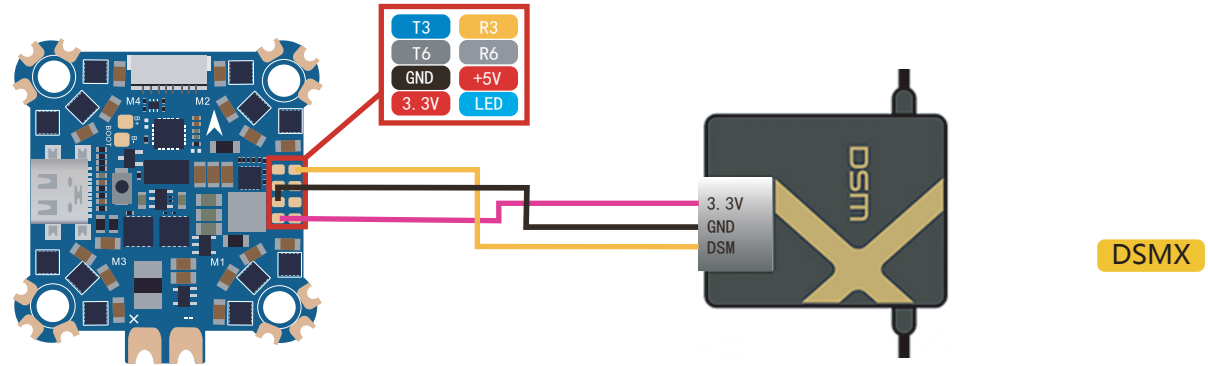 T3 R3
T6 R6
GND +5V
3.3V LED
M4 M2
B+
B-
BOOT
M3 M1
DSM
3.3V
GND
DSM
DSMX